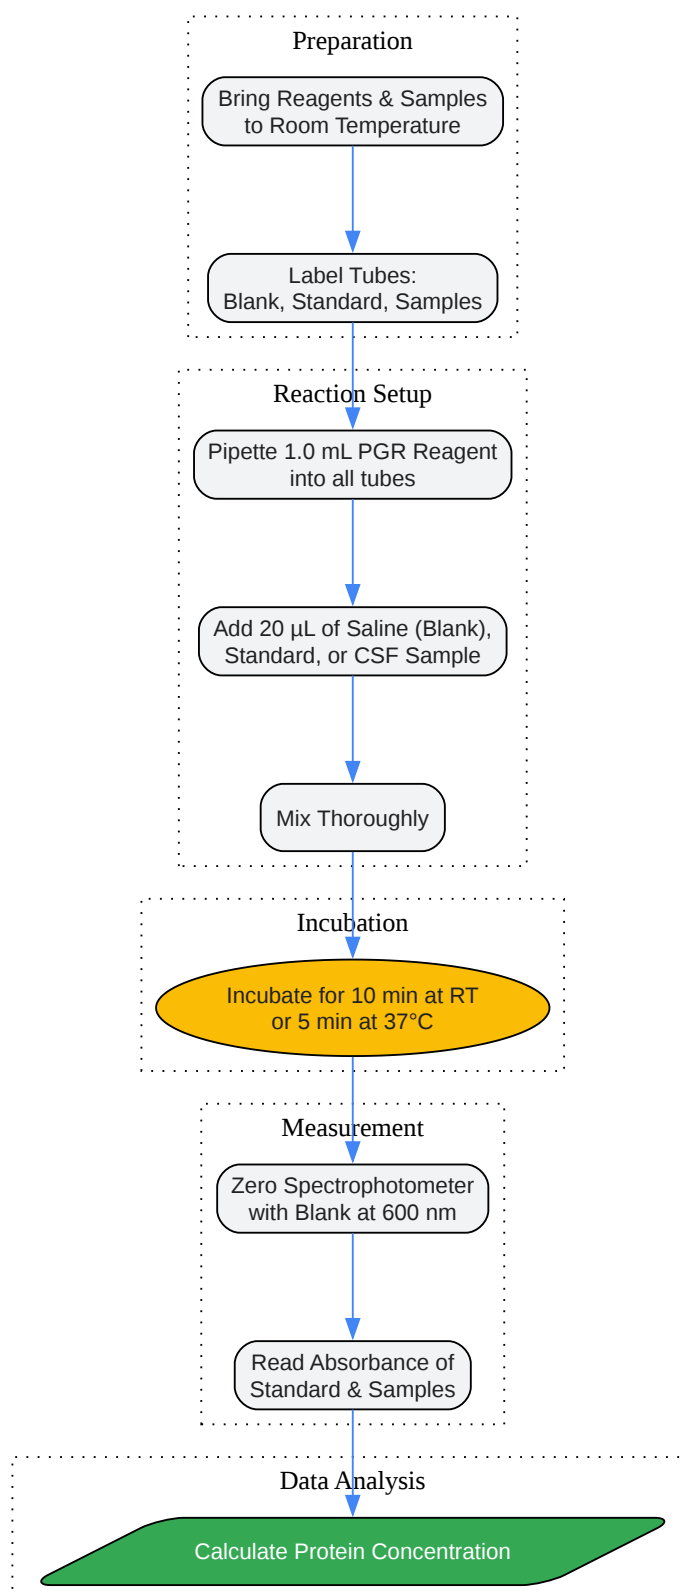 Preparation
Bring Reagents & Samples
to Room Temperature
Label Tubes:
Blank, Standard, Samples
Reaction Setup
Pipette 1.0 mL PGR Reagent
into all tubes
Add 20 µL of Saline (Blank),
Standard, or CSF Sample
Mix Thoroughly
Incubation
Incubate for 10 min at RT
or 5 min at 37°C
Measurement
Zero Spectrophotometer
with Blank at 600 nm
Read Absorbance of
Standard & Samples
Data Analysis
Calculate Protein Concentration